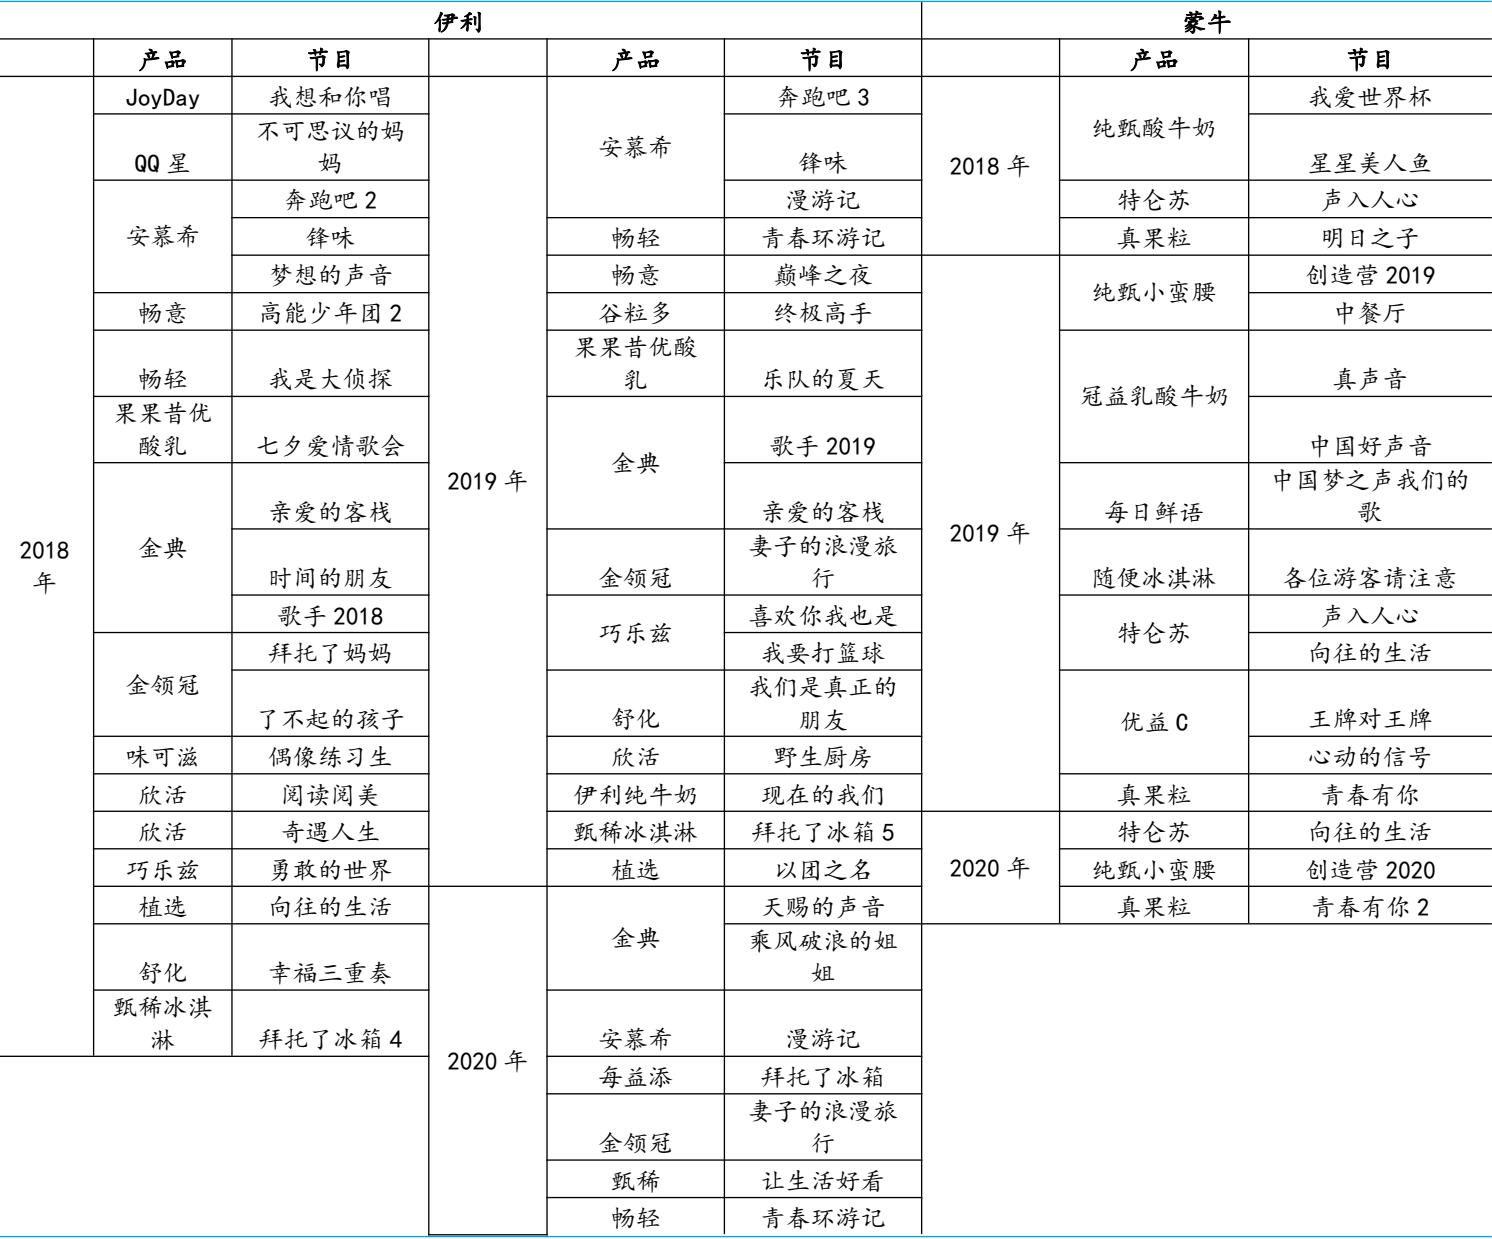 伊利 蒙牛
产品 节目 产品 节目 产品 节目
2018 年
JoyDay 我想和你唱
QQ 星 不可思议的妈
妈
安慕希 奔跑吧 2
锋味
梦想的声音
畅意 高能少年团 2
畅轻 我是大侦探
果果昔优
酸乳 七夕爱情歌会
金典 亲爱的客栈
时间的朋友
歌手 2018
金领冠 拜托了妈妈
了不起的孩子
味可滋 偶像练习生
欣活 阅读阅美
欣活 奇遇人生
巧乐兹 勇敢的世界
植选 向往的生活
舒化 幸福三重奏
甄稀冰淇
淋 拜托了冰箱 4
2019 年
安慕希 奔跑吧 3
锋味
漫游记
畅轻 青春环游记
畅意 巅峰之夜
谷粒多 终极高手
果果昔优酸
乳 乐队的夏天
金典 歌手 2019
亲爱的客栈
金领冠 妻子的浪漫旅
行
巧乐兹 喜欢你我也是
我要打篮球
舒化 我们是真正的
朋友
欣活 野生厨房
伊利纯牛奶 现在的我们
甄稀冰淇淋 拜托了冰箱 5
植选 以团之名
2020 年
金典 天赐的声音
乘风破浪的姐
姐
安慕希 漫游记
每益添 拜托了冰箱
金领冠 妻子的浪漫旅
行
甄稀 让生活好看
畅轻 青春环游记
2018 年
纯甄酸牛奶 我爱世界杯
星星美人鱼
特仑苏 声入人心
真果粒 明日之子
2019 年
纯甄小蛮腰 创造营 2019
中餐厅
冠益乳酸牛奶 真声音
中国好声音
每日鲜语 中国梦之声我们的
歌
随便冰淇淋 各位游客请注意
特仑苏 声入人心
向往的生活
优益 C 王牌对王牌
心动的信号
真果粒 青春有你
2020 年
特仑苏 向往的生活
纯甄小蛮腰 创造营 2020
真果粒 青春有你 2